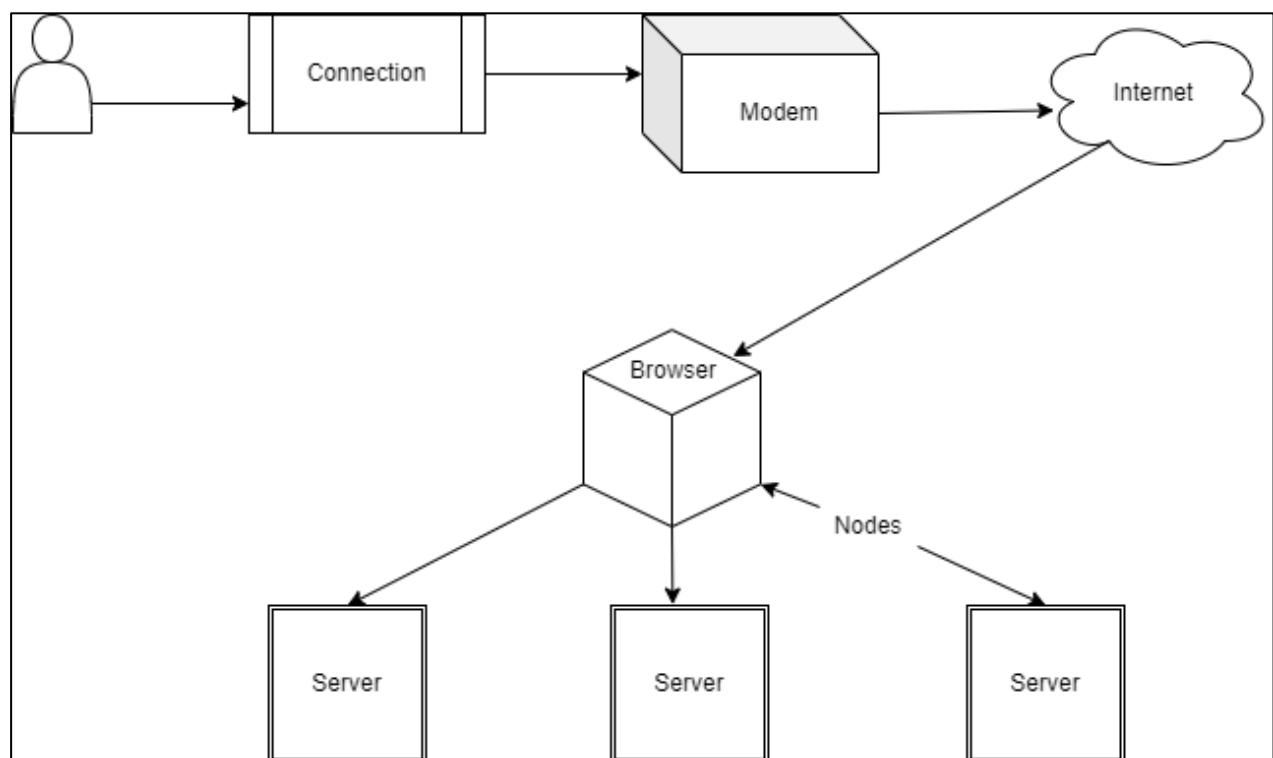 Connection
Modem
Internet
Browser
Nodes
Server
Server
Server